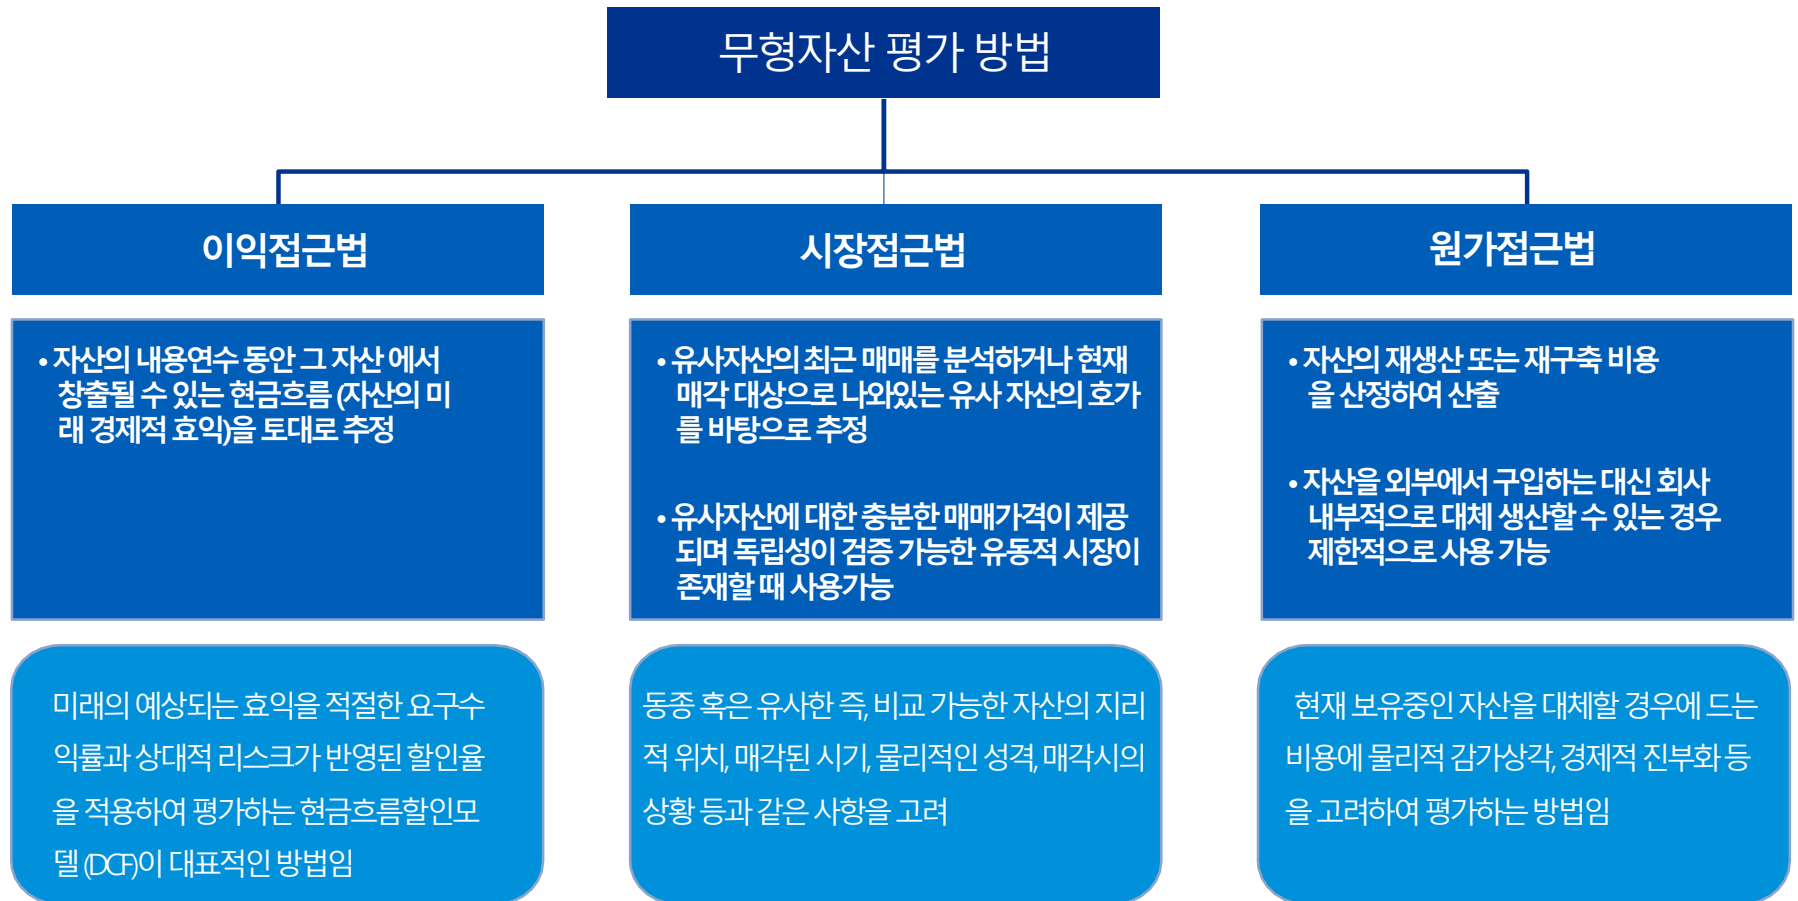 무형자산 평가 방법
이익접근법
• 자산의 내용연수 동안 그 자산 에서
창출될 수 있는 현금흐름 (자산의 미
래 경제적 효익)을 토대로 추정
미래의 예상되는 효익을 적절한 요구수
익률과 상대적 리스크가 반영된 할인율
을 적용하여 평가하는 현금흐름할인모
델 (DCF)이 대표적인 방법임
시장접근법
• 유사자산의 최근 매매를 분석하거나 현재
매각 대상으로 나와있는 유사 자산의 호가
를 바탕으로 추정
• 유사자산에 대한 충분한 매매가격이 제공
되며 독립성이 검증 가능한 유동적 시장이
존재할 때 사용가능
동종 혹은 유사한 즉, 비교 가능한 자산의 지리
적 위치, 매각된 시기, 물리적인 성격, 매각시의
상황 등과 같은 사항을 고려
원가접근법
• 자산의 재생산 또는 재구축 비용
을 산정하여 산출
• 자산을 외부에서 구입하는 대신 회사
내부적으로 대체 생산할 수 있는 경우
제한적으로 사용 가능
현재 보유중인 자산을 대체할 경우에 드는
비용에 물리적 감가상각, 경제적 진부화 등
을 고려하여 평가하는 방법임